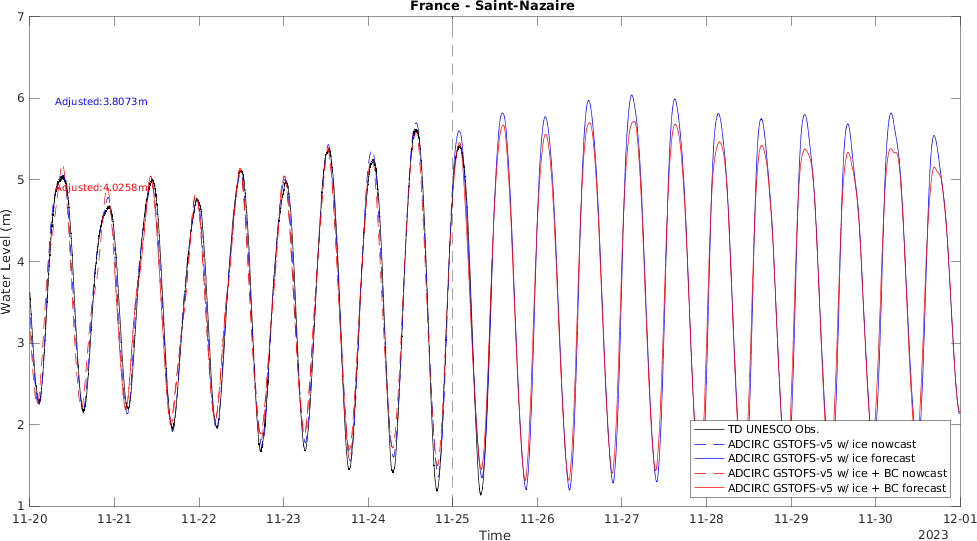 France - Saint-Nazaire
7
6
5
4
3
2
1
Water Level (m)
Adjusted:3.8073m
Adjusted:4.0258m
TD UNESCO Obs.
ADCIRC GSTOFS-v5 w/ ice nowcast
ADCIRC GSTOFS-v5 w/ ice forecast
ADCIRC GSTOFS-v5 w/ ice + BC nowcast
ADCIRC GSTOFS-v5 w/ ice + BC forecast
11-20 11-21 11-22 11-23 11-24 11-25 11-26 11-27 11-28 11-29 11-30 12-01
Time
2023